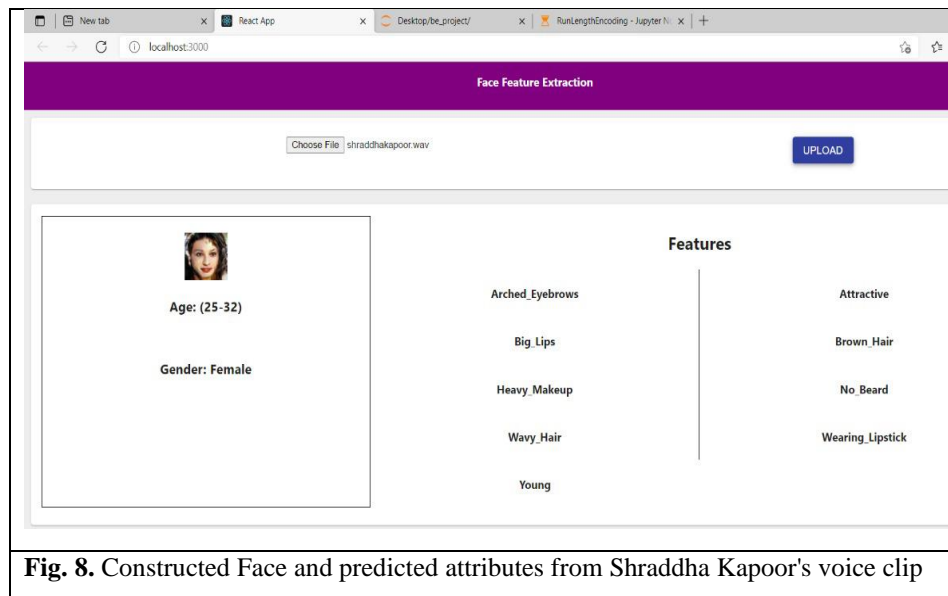 New tab
React App
Desktop/be_project/
RunLengthEncoding - Jupyter No
localhost:3000
Face Feature Extraction
Choose File shraddhakapoor.wav
UPLOAD
Features
Age: (25-32)
Gender: Female
Arched_Eyebrows Attractive
Big_Lips Brown_Hair
Heavy_Makeup No_Beard
Wavy_Hair Wearing_Lipstick
Young
Fig. 8. Constructed Face and predicted attributes from Shraddha Kapoor's voice clip